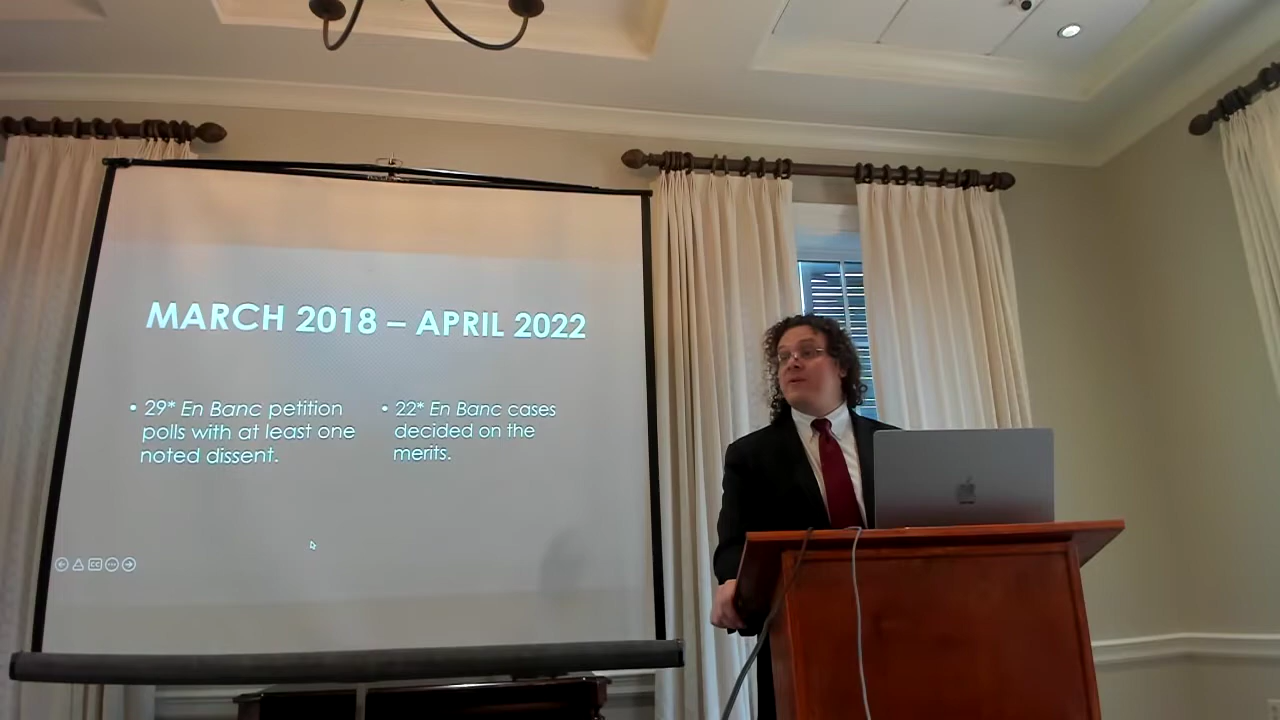 MARCH 2018 – APRIL 2022
• 29* En Banc petition
polls with at least one
noted dissent.
• 22* En Banc cases
decided on the
merits.
CC